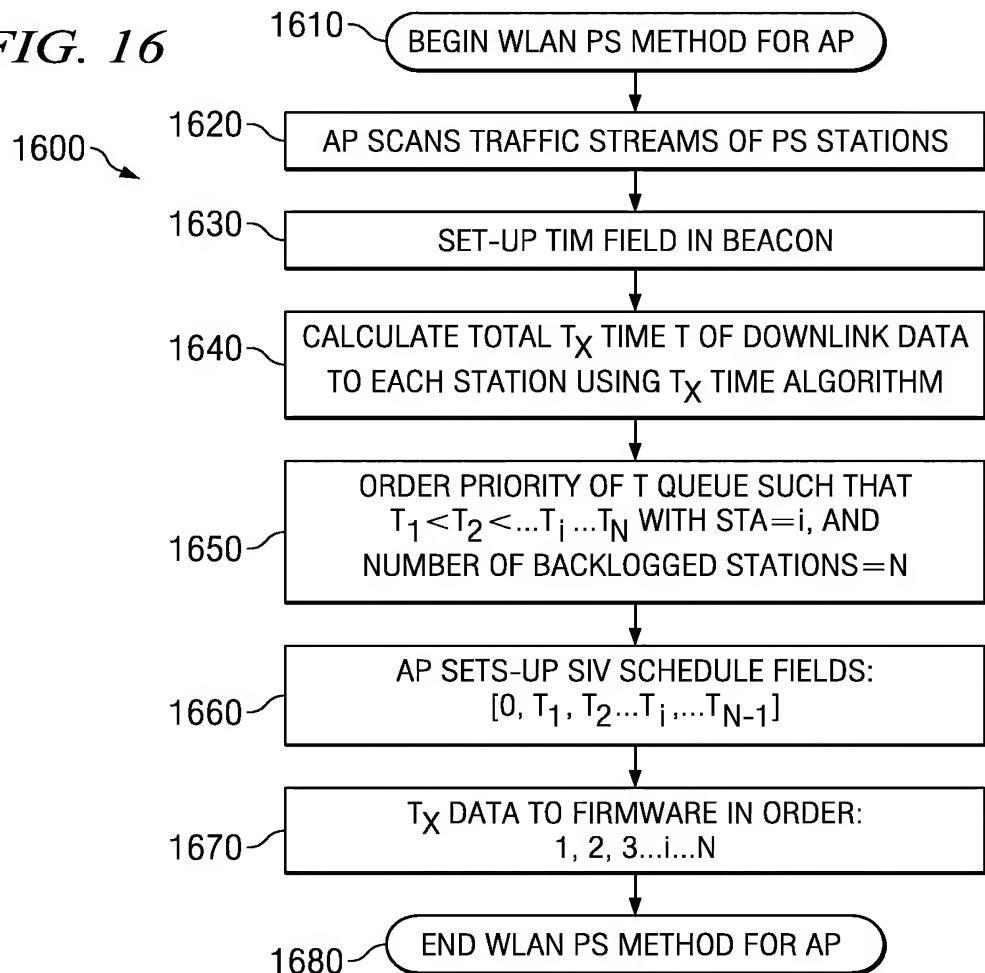 FIG. 16
1600
1610
BEGIN WLAN PS METHOD FOR AP
1620
AP SCANS TRAFFIC STREAMS OF PS STATIONS
1630
SET-UP TIM FIELD IN BEACON
1640
CALCULATE TOTAL TX TIME T OF DOWNLINK DATA
TO EACH STATION USING TX TIME ALGORITHM
1650
ORDER PRIORITY OF T QUEUE SUCH THAT
T1<T2<...Ti...TN WITH STA=i, AND
NUMBER OF BACKLOGGED STATIONS=N
1660
AP SETS-UP SIV SCHEDULE FIELDS:
[0, T1, T2...Ti,...TN-1]
1670
TX DATA TO FIRMWARE IN ORDER:
1, 2, 3...i...N
1680
END WLAN PS METHOD FOR AP